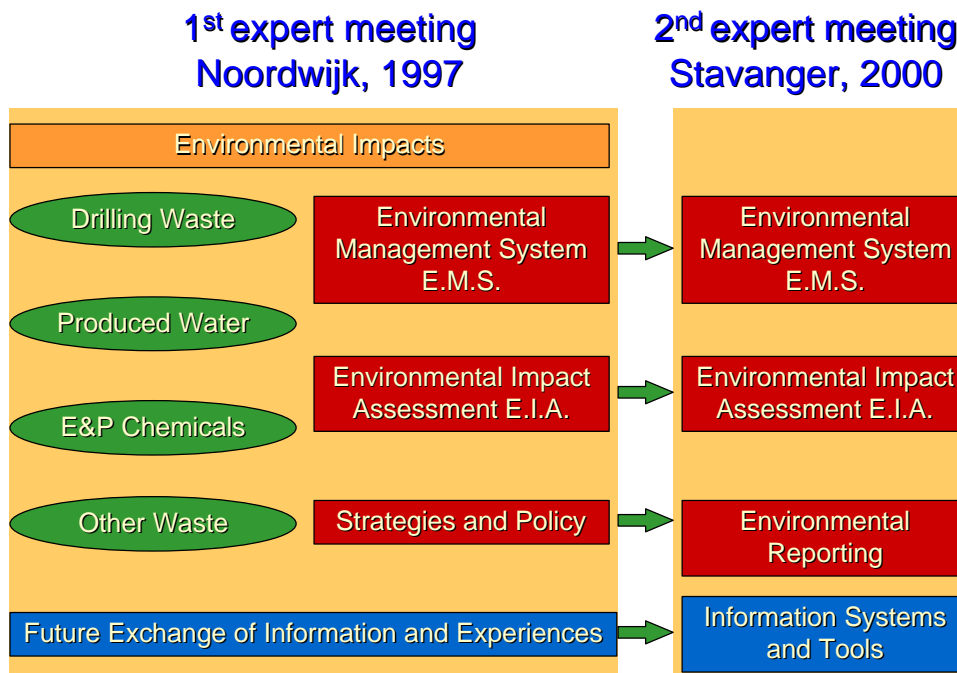 1st expert meeting
Noordwijk, 1997
2nd expert meeting
Stavanger, 2000
Environmental Impacts
Drilling Waste
Produced Water
E&P Chemicals
Other Waste
Environmental
Management System
E.M.S.
Environmental Impact
Assessment E.I.A.
Strategies and Policy
Future Exchange of Information and Experiences
Environmental
Management System
E.M.S.
Environmental Impact
Assessment E.I.A.
Environmental
Reporting
Information Systems
and Tools